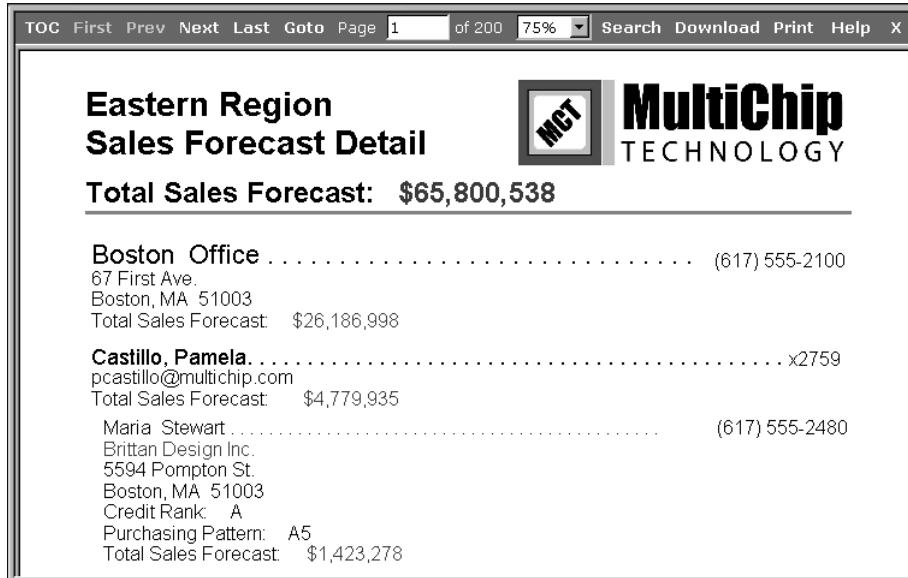 TOC First Prev Next Last Goto Page 1 of 200 75% Search Download Print Help X
Eastern Region
Sales Forecast Detail
MCT
MultiChip
TECHNOLOGY
Total Sales Forecast: $65,800,538
Boston Office . . . . . . . . . . . . . . . . . . . . . . . . . . . . . . (617) 555-2100
67 First Ave.
Boston, MA 51003
Total Sales Forecast: $26,186,998
Castillo, Pamela. . . . . . . . . . . . . . . . . . . . . . . . . . . . . . . . . . . . . . . . . x2759
pcastillo@multichip.com
Total Sales Forecast: $4,779,935
Maria Stewart . . . . . . . . . . . . . . . . . . . . . . . . . . . . . . . . . . . . . . . . . (617) 555-2480
Brittan Design Inc.
5594 Pompton St.
Boston, MA 51003
Credit Rank: A
Purchasing Pattern: A5
Total Sales Forecast: $1,423,278